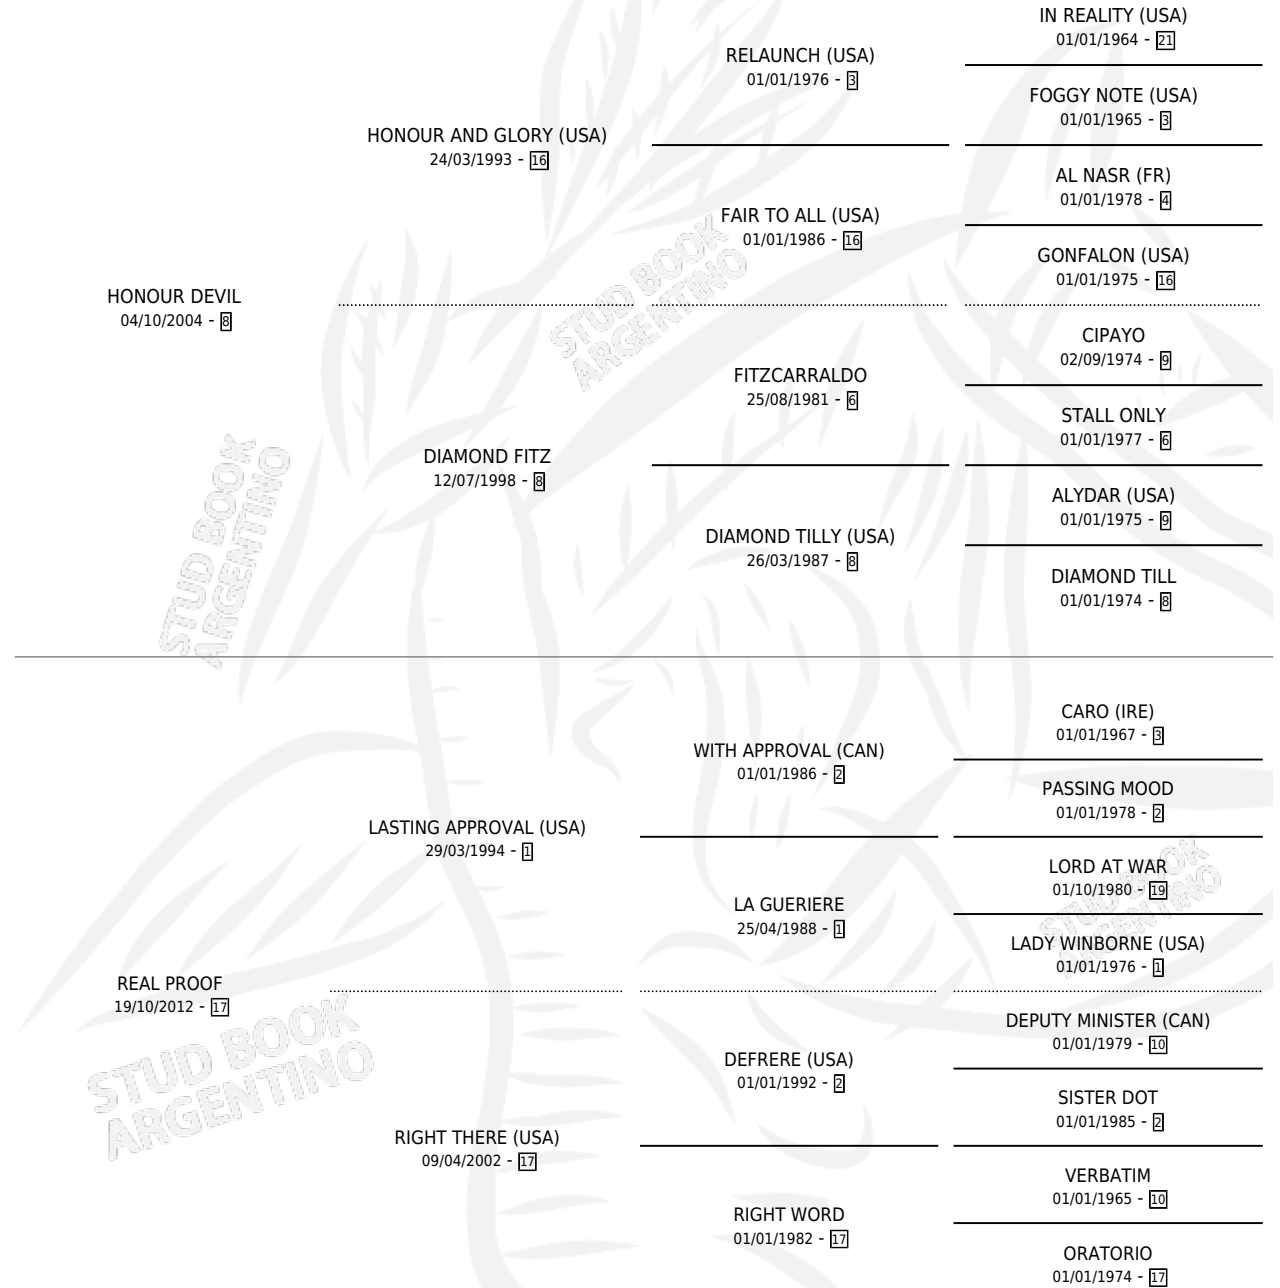 IN REALITY (USA)
01/01/1964 - 21
RELAUNCH (USA)
01/01/1976 - 3
FOGGY NOTE (USA)
01/01/1965 - 3
HONOUR AND GLORY (USA)
24/03/1993 - 16
AL NASR (FR)
01/01/1978 - 4
FAIR TO ALL (USA)
01/01/1986 - 16
GONFALON (USA)
01/01/1975 - 16
HONOUR DEVIL
04/10/2004 - 8
STUD BOOK
ARGENTINO
CIPAYO
02/09/1974 - 9
FITZCARRALDO
25/08/1981 - 6
STALL ONLY
01/01/1977 - 6
DIAMOND FITZ
12/07/1998 - 8
ALYDAR (USA)
01/01/1975 - 9
DIAMOND TILLY (USA)
26/03/1987 - 8
DIAMOND TILL
01/01/1974 - 8
STUD BOOK
ARGENTINO
CARO (IRE)
01/01/1967 - 3
WITH APPROVAL (CAN)
01/01/1986 - 2
PASSING MOOD
01/01/1978 - 2
LASTING APPROVAL (USA)
29/03/1994 - 1
LORD AT WAR
01/10/1980 - 19
STUD BOOK
ARGENTINO
LA GUERIERE
25/04/1988 - 1
LADY WINBORNE (USA)
01/01/1976 - 1
REAL PROOF
19/10/2012 - 17
DEPUTY MINISTER (CAN)
01/01/1979 - 10
STUD BOOK
ARGENTINO
DEFRERE (USA)
01/01/1992 - 2
SISTER DOT
01/01/1985 - 2
RIGHT THERE (USA)
09/04/2002 - 17
VERBATIM
01/01/1965 - 10
RIGHT WORD
01/01/1982 - 17
ORATORIO
01/01/1974 - 17